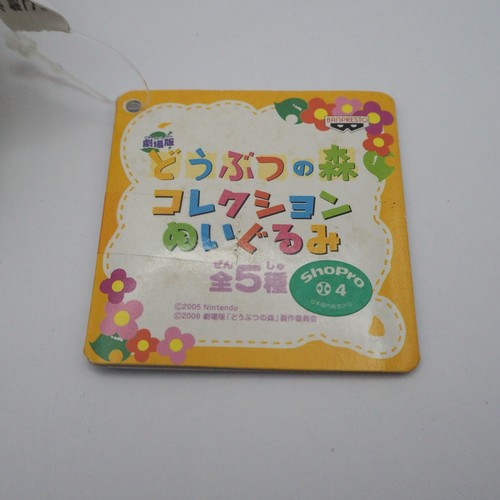 BANPRESTO
劇場版
どうぶつの森
コレクション
ぬいぐるみ
ぜん しゅ
全5種
ShoPro
4
©2005 Nintendo
©2006 劇場版「どうぶつの森」製作委員会